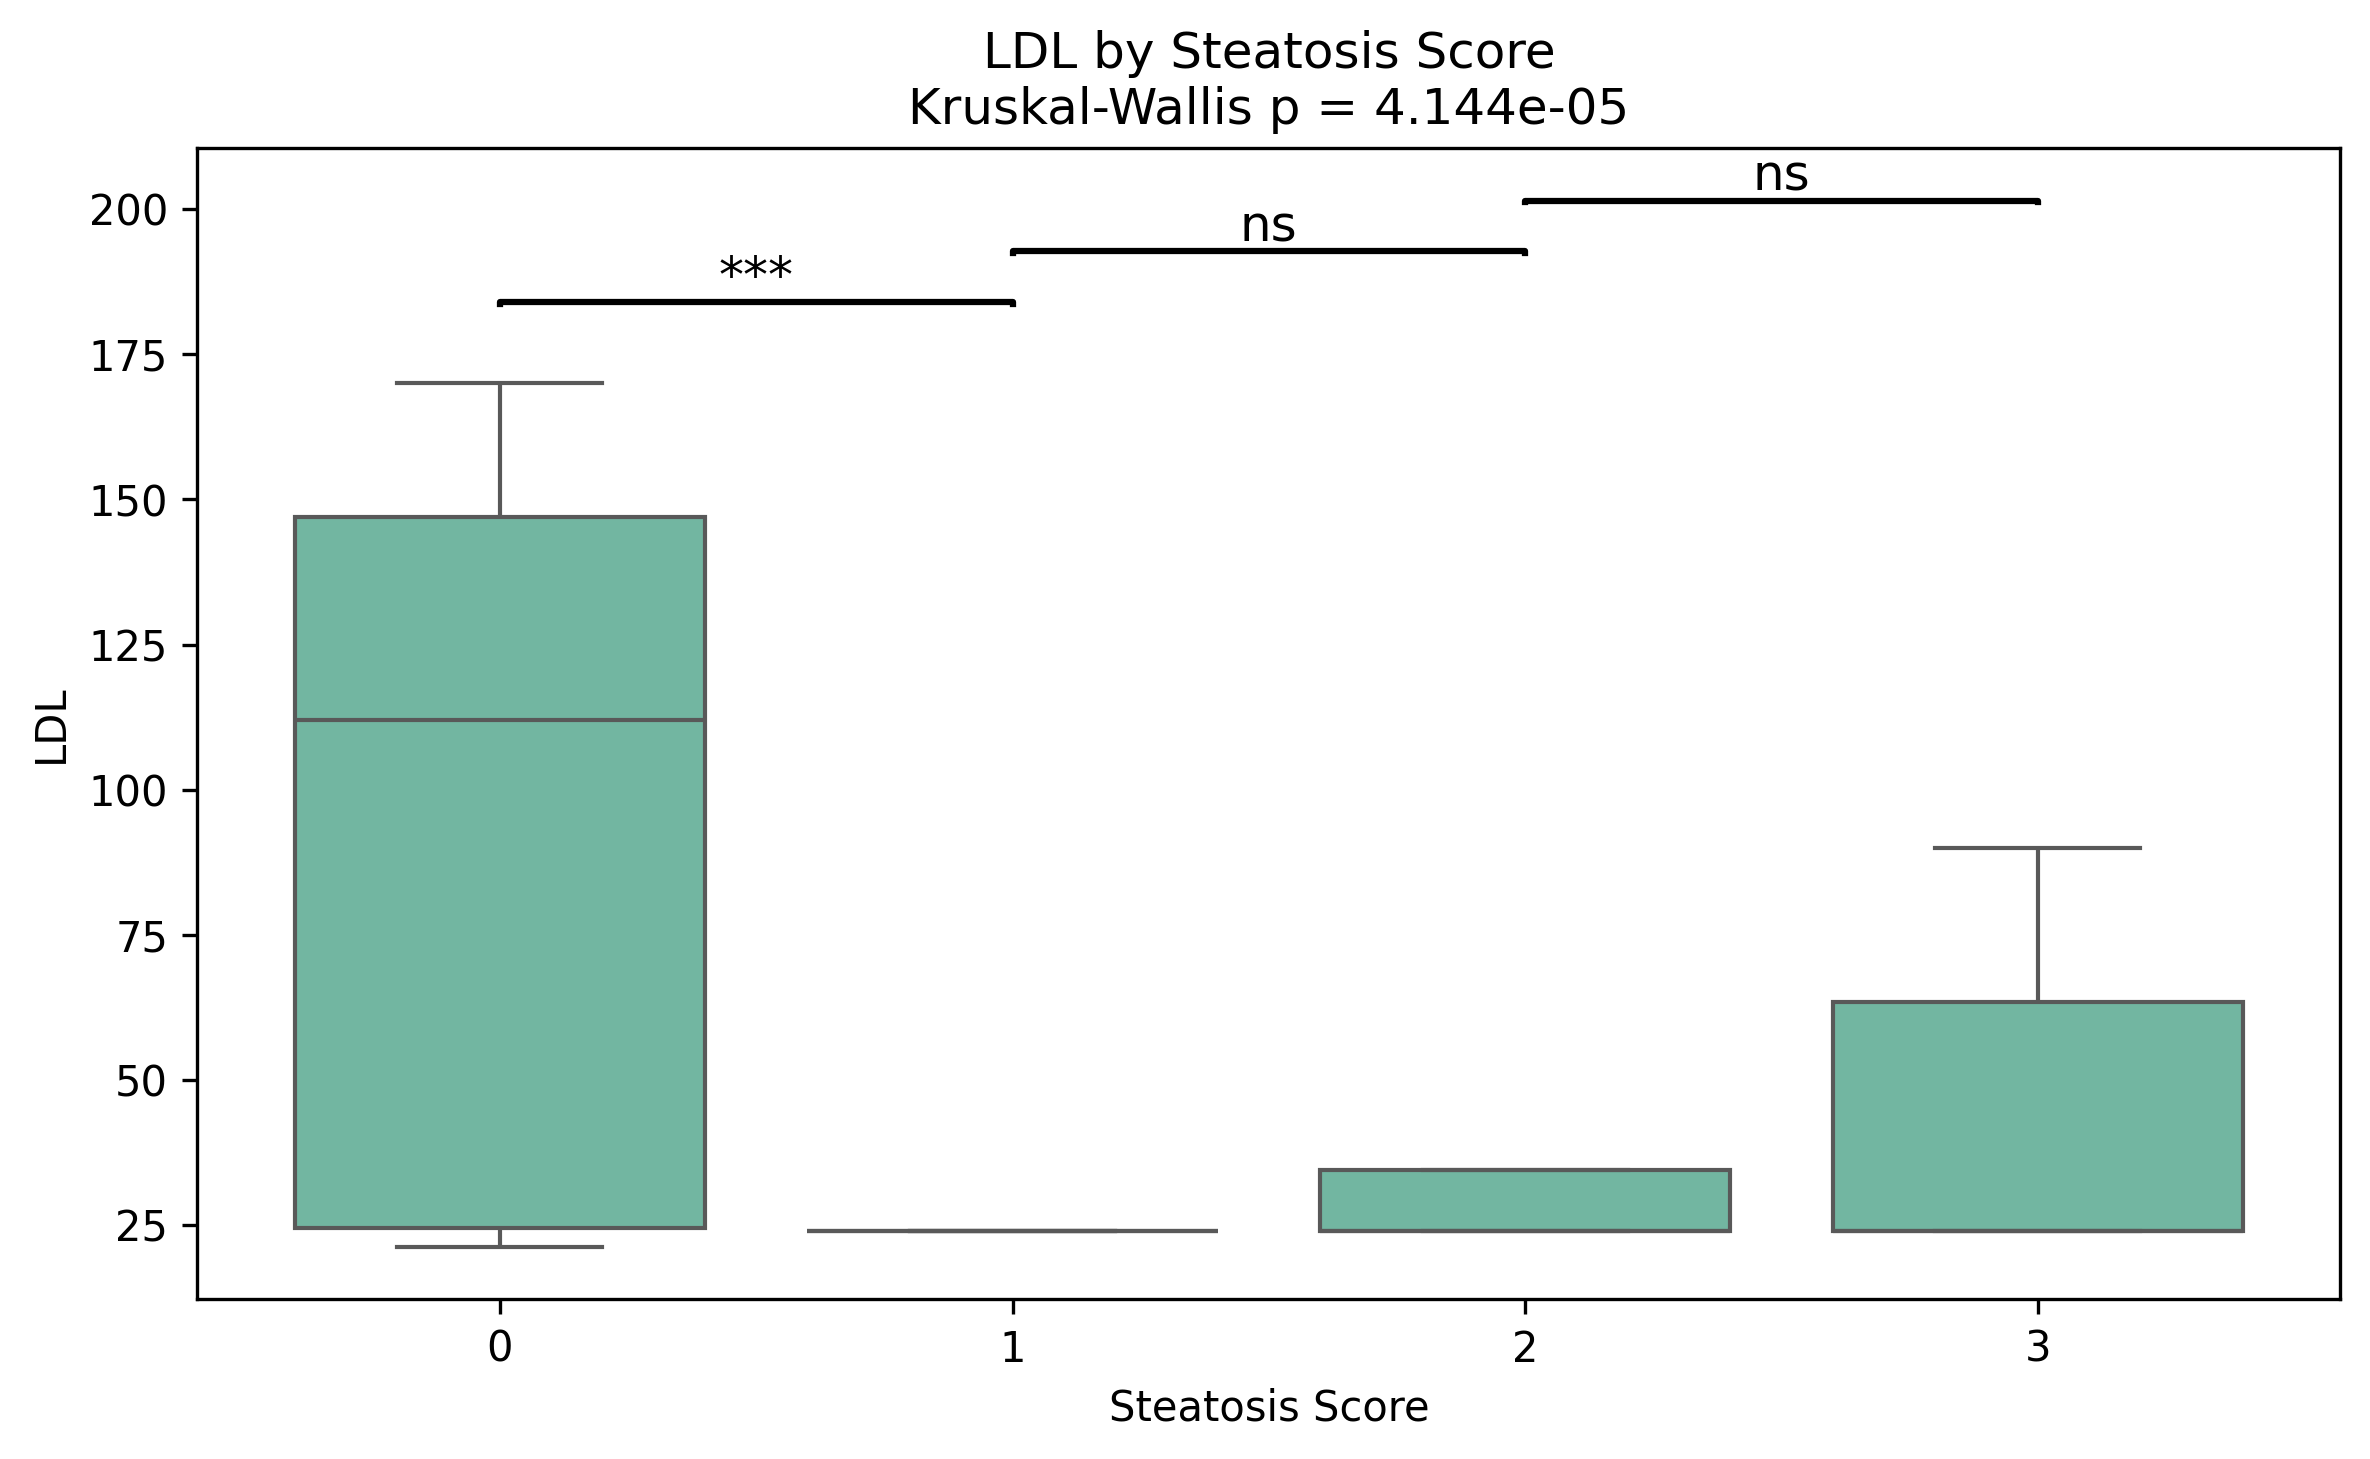 LDL by Steatosis Score
Kruskal-Wallis p = 4.144e-05
ns
ns
***
200
175
150
125
100
75
50
25
LDL
0 1 2 3
Steatosis Score